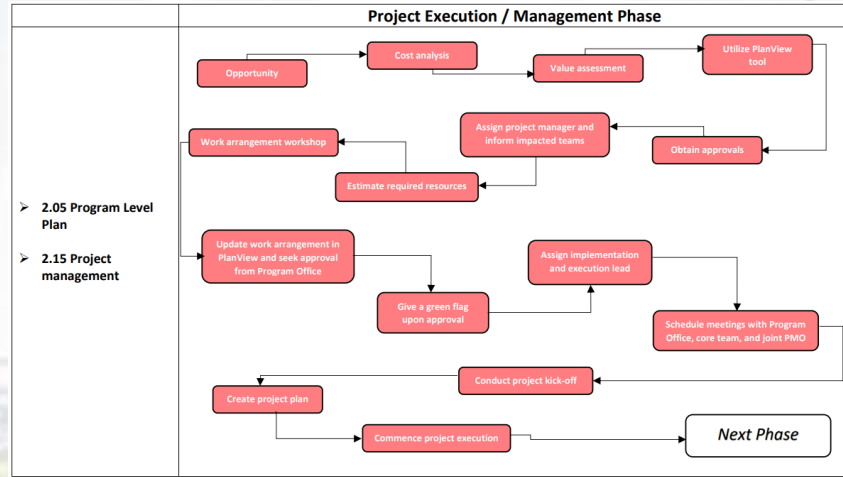 Project Execution / Management Phase
➢ 2.05 Program Level
Plan
➢ 2.15 Project
management
Opportunity
Cost analysis
Value assessment
Utilize PlanView
tool
Obtain approvals
Assign project manager and
inform impacted teams
Estimate required resources
Work arrangement workshop
Update work arrangement in
PlanView and seek approval
from Program Office
Give a green flag
upon approval
Assign implementation
and execution lead
Schedule meetings with Program
Office, core team, and joint PMO
Conduct project kick-off
Create project plan
Commence project execution
Next Phase